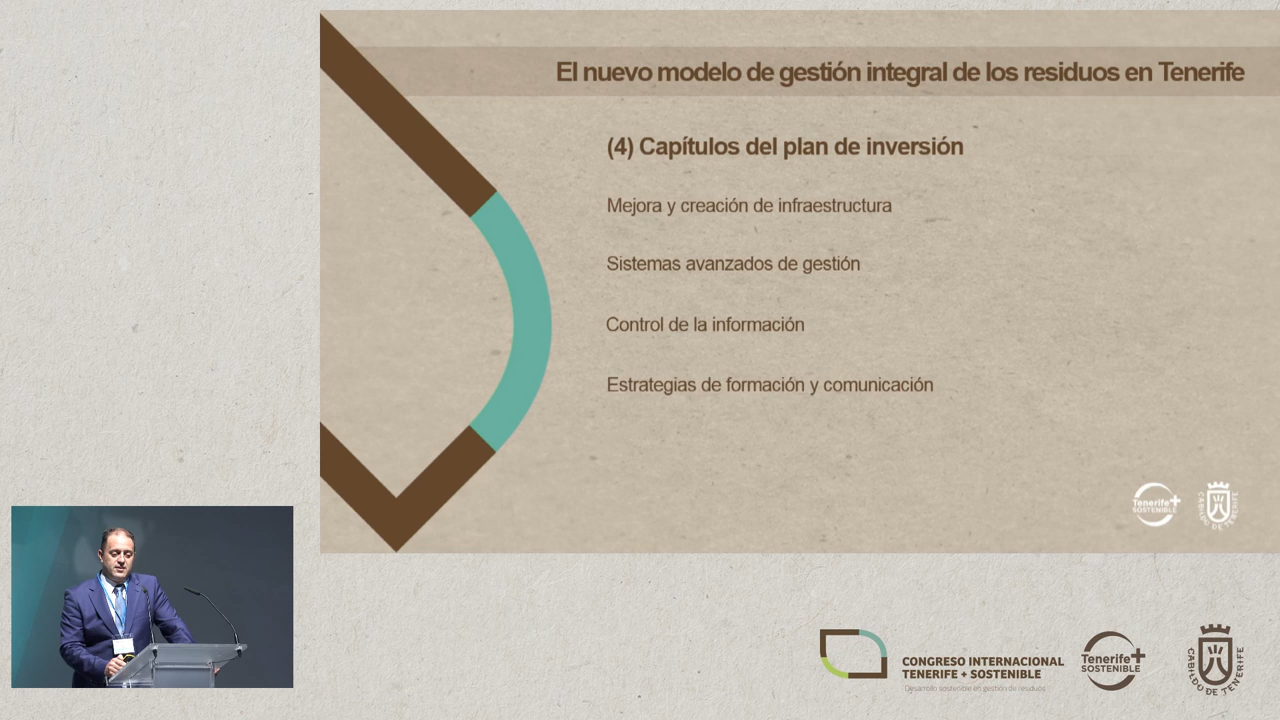 El nuevo modelo de gestión integral de los residuos en Tenerife
(4) Capítulos del plan de inversión
Mejora y creación de infraestructura
Sistemas avanzados de gestión
Control de la información
Estrategias de formación y comunicación
Tenerife+
SOSTENIBLE
CABILDO DE TENERIFE
CONGRESO INTERNACIONAL
TENERIFE + SOSTENIBLE
Desarrollo sostenible en gestión de residuos
Tenerife+
SOSTENIBLE
CABILDO DE TENERIFE